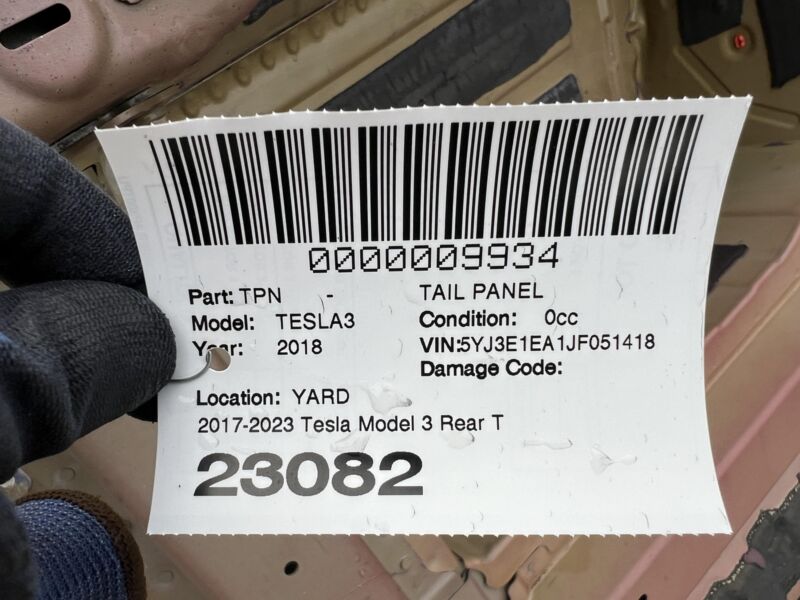 0000009934
Part: TPN - TAIL PANEL
Model: TESLA3 Condition: 0cc
Year: 2018 VIN:5YJ3E1EA1JF051418
Damage Code:
Location: YARD
2017-2023 Tesla Model 3 Rear T
23082